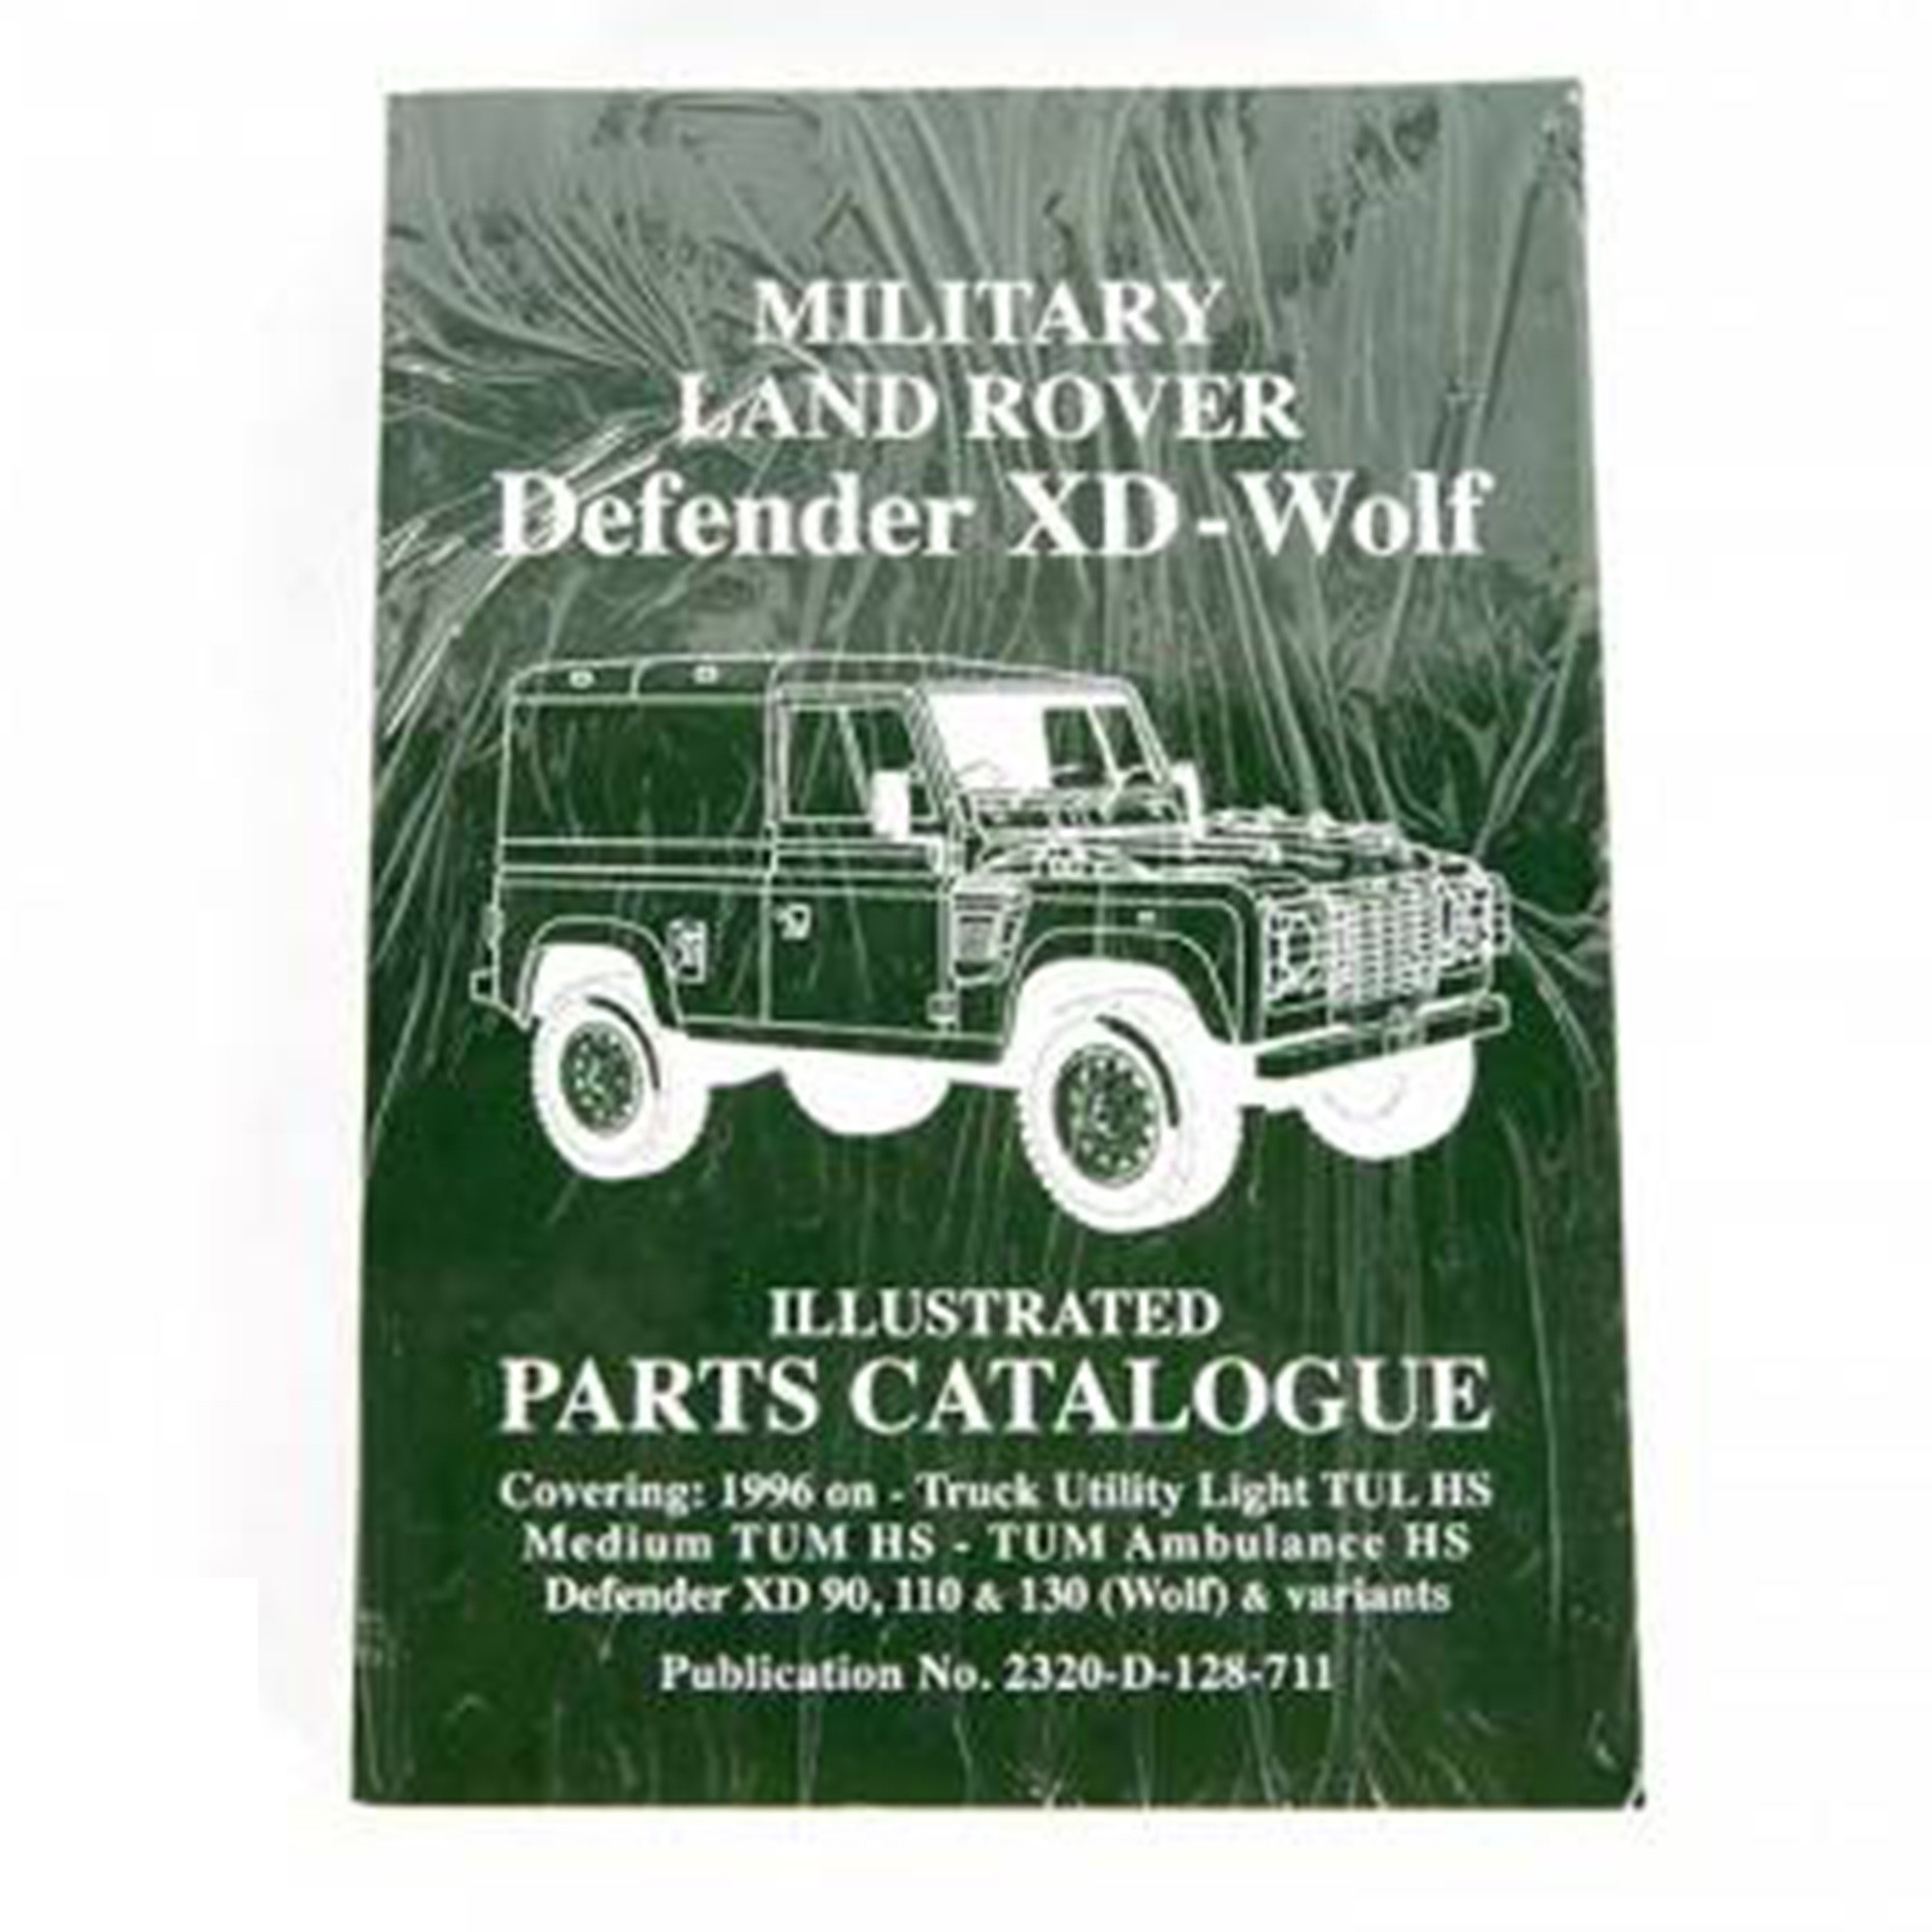 MILITARY
LAND ROVER
Defender XD-Wolf
ILLUSTRATED
PARTS CATALOGUE
Covering: 1996 on - Truck Utility Light TUL HS
Medium TUM HS - TUM Ambulance HS
Defender XD 90, 110 & 130 (Wolf) & variants
Publication No. 2320-D-128-711